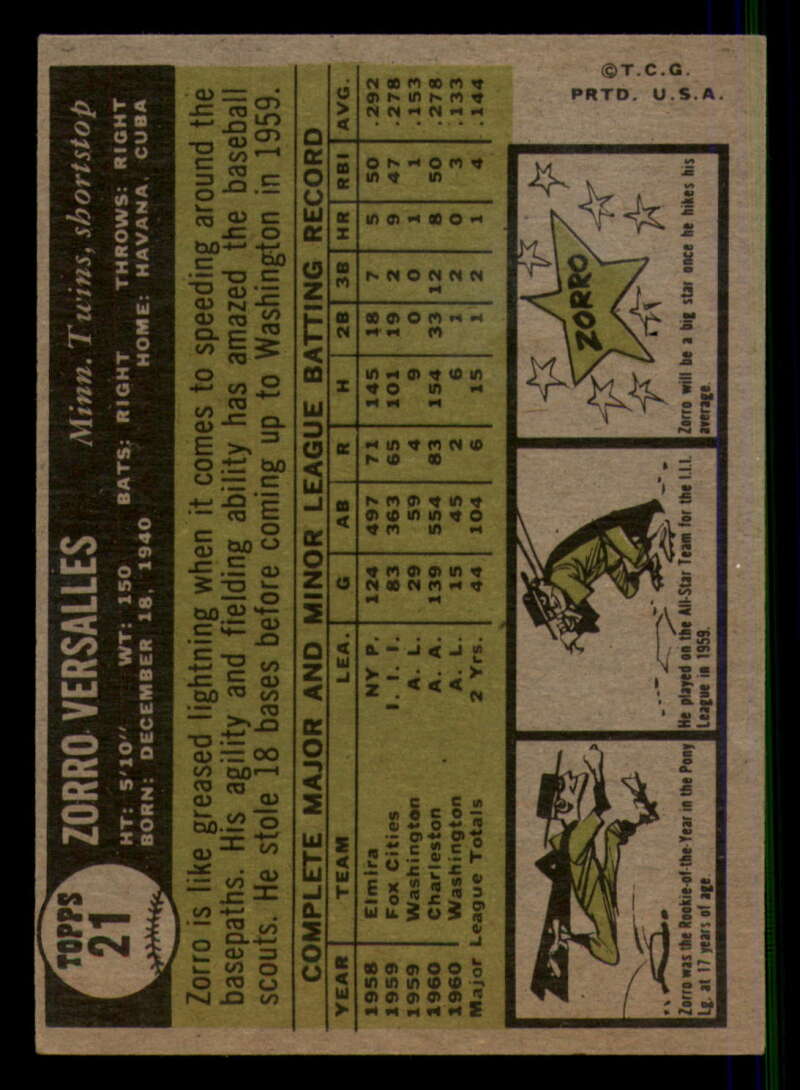 TOPPS
21
ZORRO VERSALLES Minn. Twins, shortstop
HT: 5'10" WT: 150 BATS: RIGHT THROWS: RIGHT
BORN: DECEMBER 18, 1940 HOME: HAVANA, CUBA
Zorro is like greased lightning when it comes to speeding around the
basepaths. His agility and fielding ability has amazed the baseball
scouts. He stole 18 bases before coming up to Washington in 1959.
COMPLETE MAJOR AND MINOR LEAGUE BATTING RECORD
YEAR TEAM LEA. G AB R H 2B 3B HR RBI AVG.
1958 Elmira NY P. 124 497 71 145 18 7 5 50 .292
1959 Fox Cities I. I. I. 83 363 65 101 19 2 9 47 .278
1959 Washington A. L. 29 59 4 9 0 0 1 1 .153
1960 Charleston A. A. 139 554 83 154 33 12 8 50 .278
1960 Washington A. L. 15 45 2 6 1 2 0 3 .133
Major League Totals 2 Yrs. 44 104 6 15 1 2 1 4 .144
Zorro was the Rookie-of-the-Year in the Pony
Lg. at 17 years of age.
He played on the All-Star Team for the I.I.I.
League in 1959.
ZORRO
Zorro will be a big star once he hikes his
average.
©T.C.G.
PRTD. U.S.A.